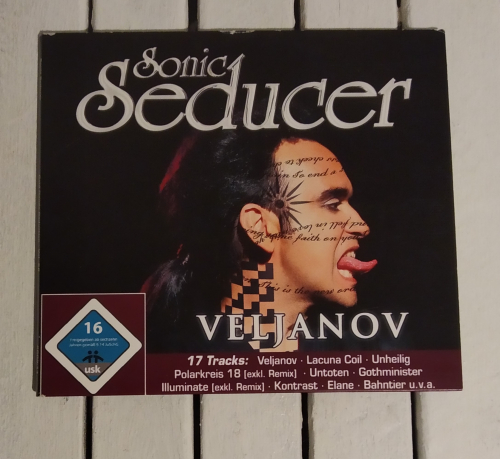 Sonic
Seducer
VELJANOV
16
usk
17 Tracks: Veljanov · Lacuna Coil · Unheilig
Polarkreis 18 [exkl. Remix] · Untoten · Gothminister
Illuminate [exkl. Remix] · Kontrast · Elane · Bahntier u.v.a.